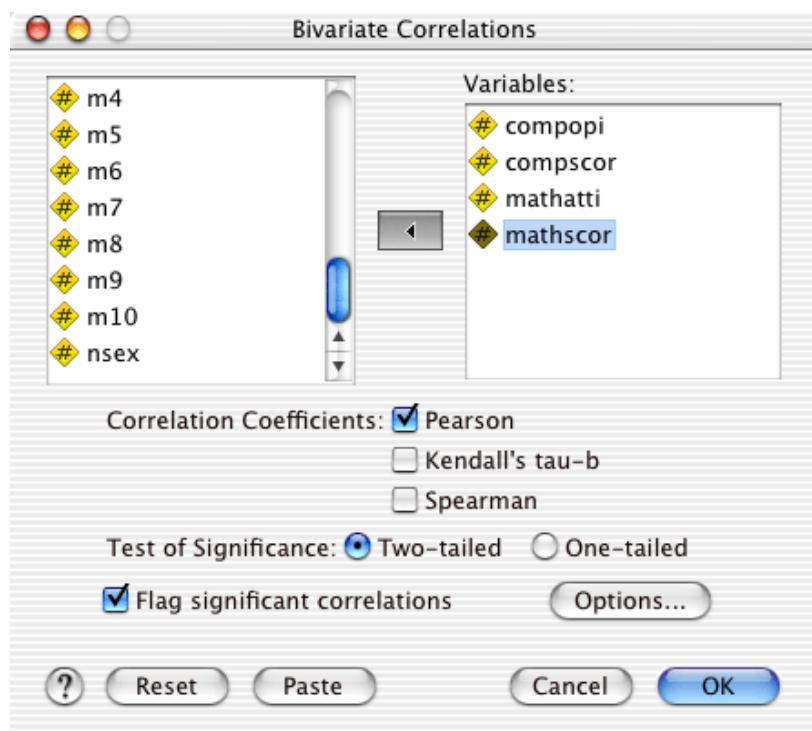 Bivariate Correlations
# m4
# m5
# m6
# m7
# m8
# m9
# m10
# nsex
Variables:
# compopi
# compscor
# mathatti
# mathscor
Correlation Coefficients: Pearson
Kendall's tau-b
Spearman
Test of Significance: Two-tailed One-tailed
Flag significant correlations Options...
? Reset Paste Cancel OK